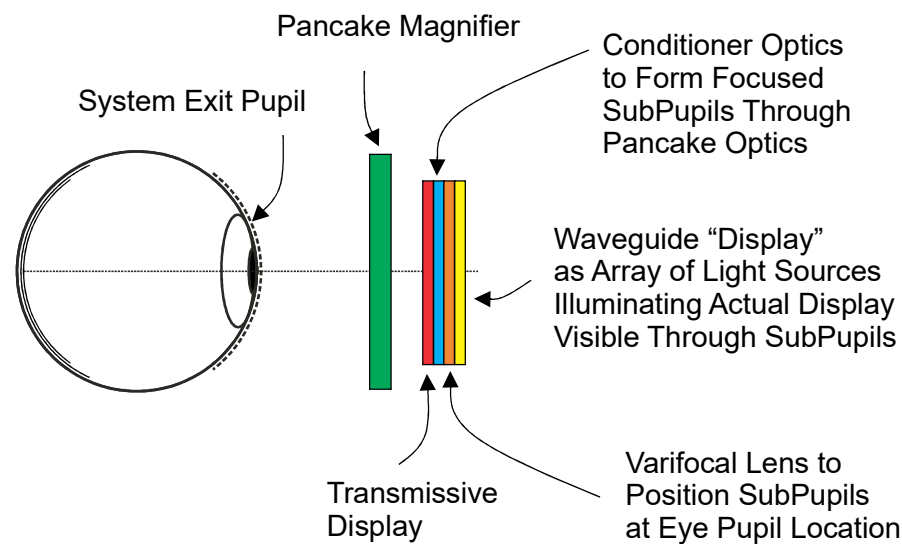 Pancake Magnifier
System Exit Pupil
Conditioner Optics
to Form Focused
SubPupils Through
Pancake Optics
Waveguide “Display”
as Array of Light Sources
Illuminating Actual Display
Visible Through SubPupils
Transmissive
Display
Varifocal Lens to
Position SubPupils
at Eye Pupil Location